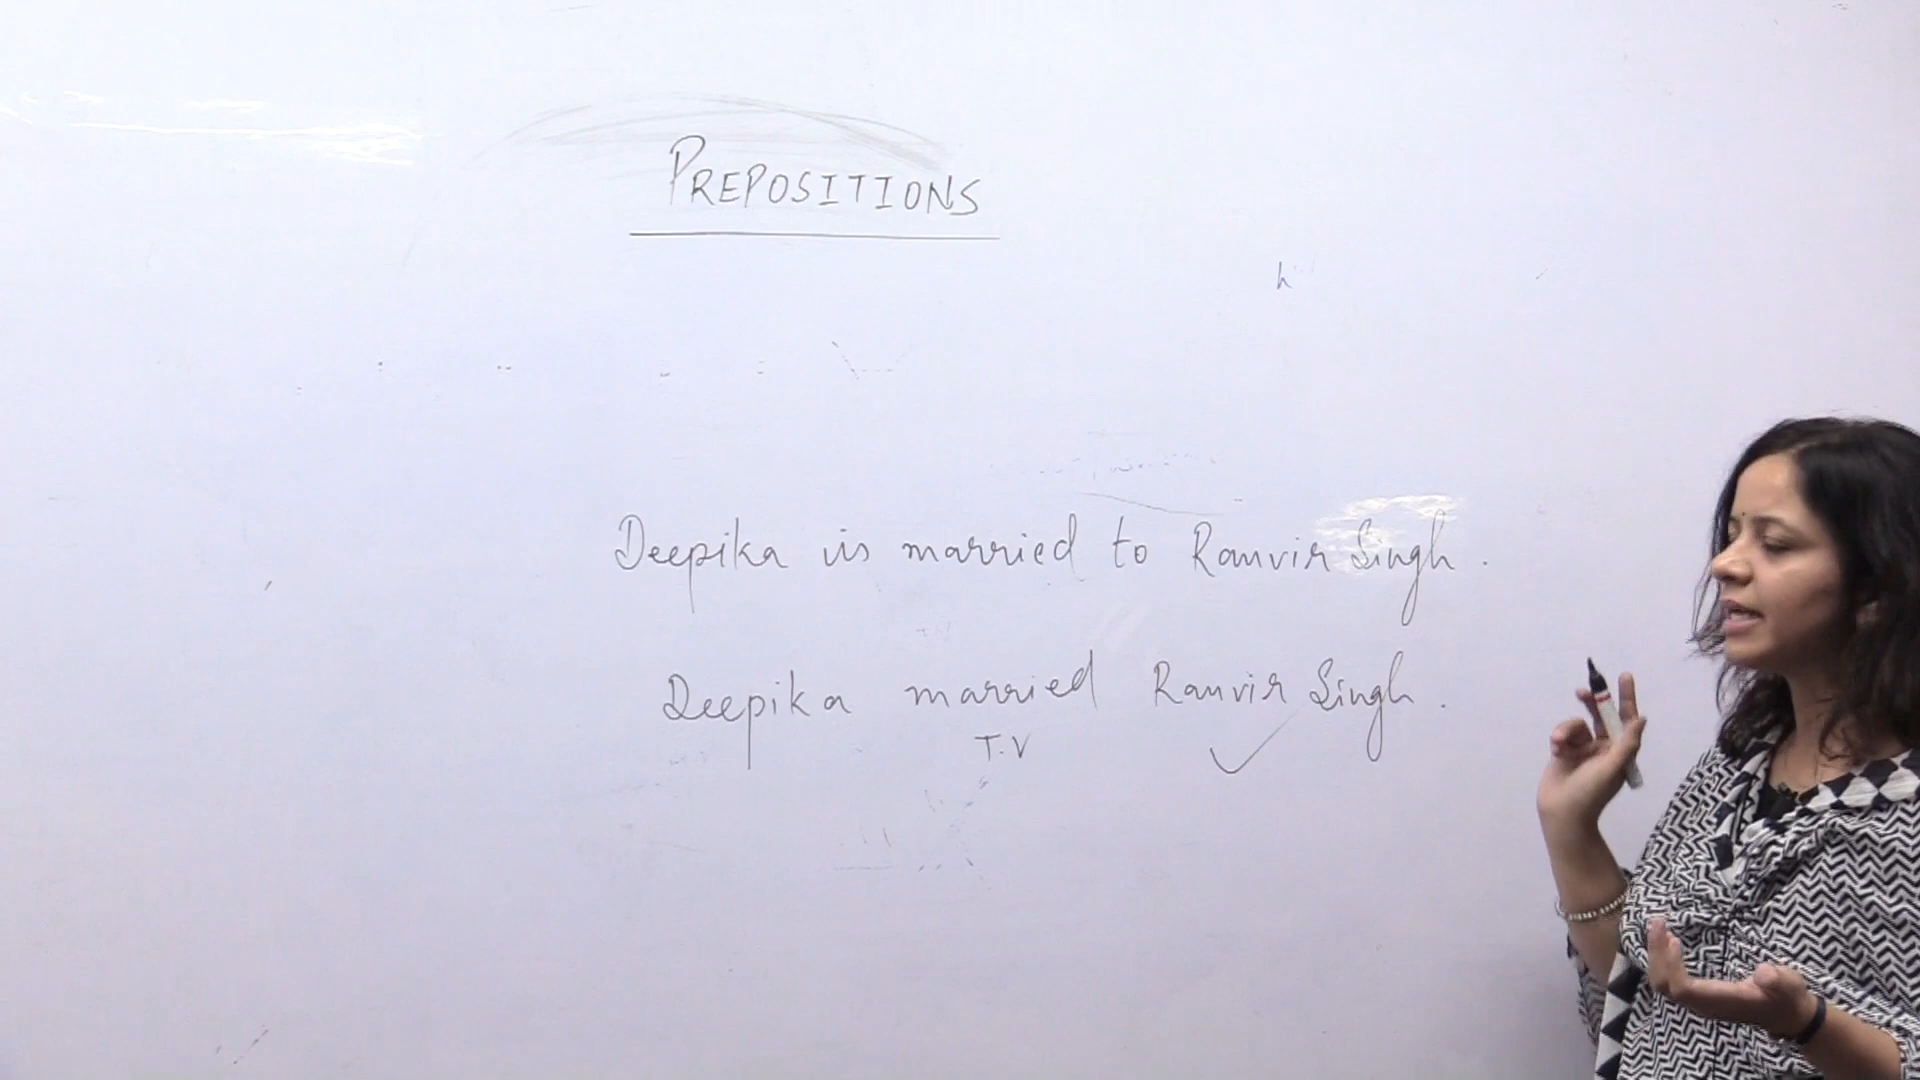 PREPOSITIONS
h
Deepika is married to Ranvir Singh.
Deepika married Ranvir Singh.
T.V